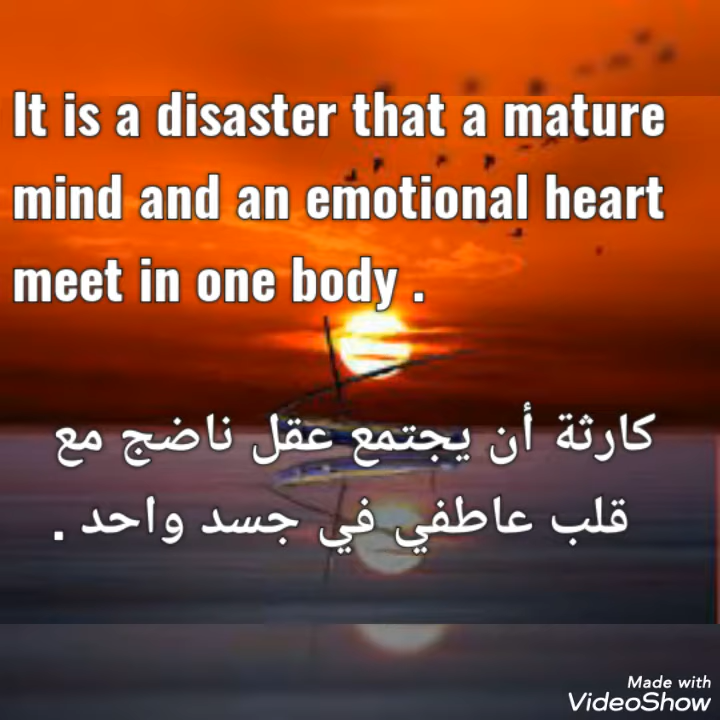 It is a disaster that a mature
mind and an emotional heart
meet in one body .
كارثة أن يجتمع عقل ناضج مع
قلب عاطفي في جسد واحد .
Made with
VideoShow